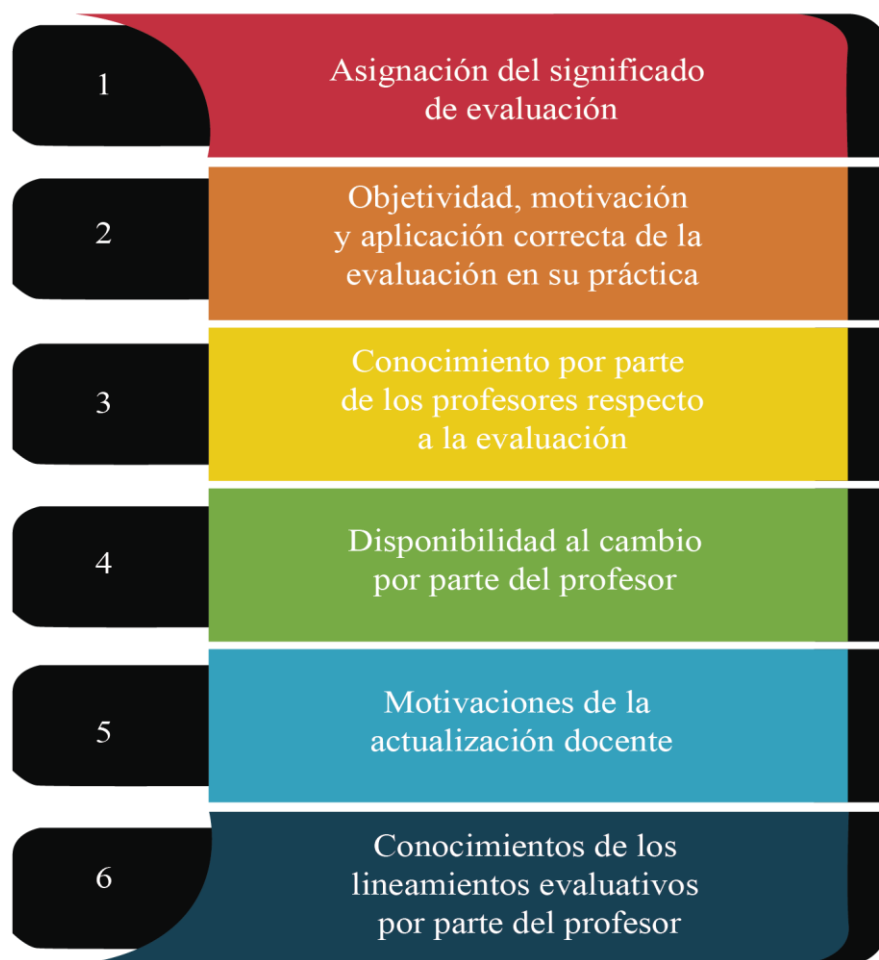 1
Asignación del significado
de evaluación
2
Objetividad, motivación
y aplicación correcta de la
evaluación en su práctica
3
Conocimiento por parte
de los profesores respecto
a la evaluación
4
Disponibilidad al cambio
por parte del profesor
5
Motivaciones de la
actualización docente
6
Conocimientos de los
lineamientos evaluativos
por parte del profesor